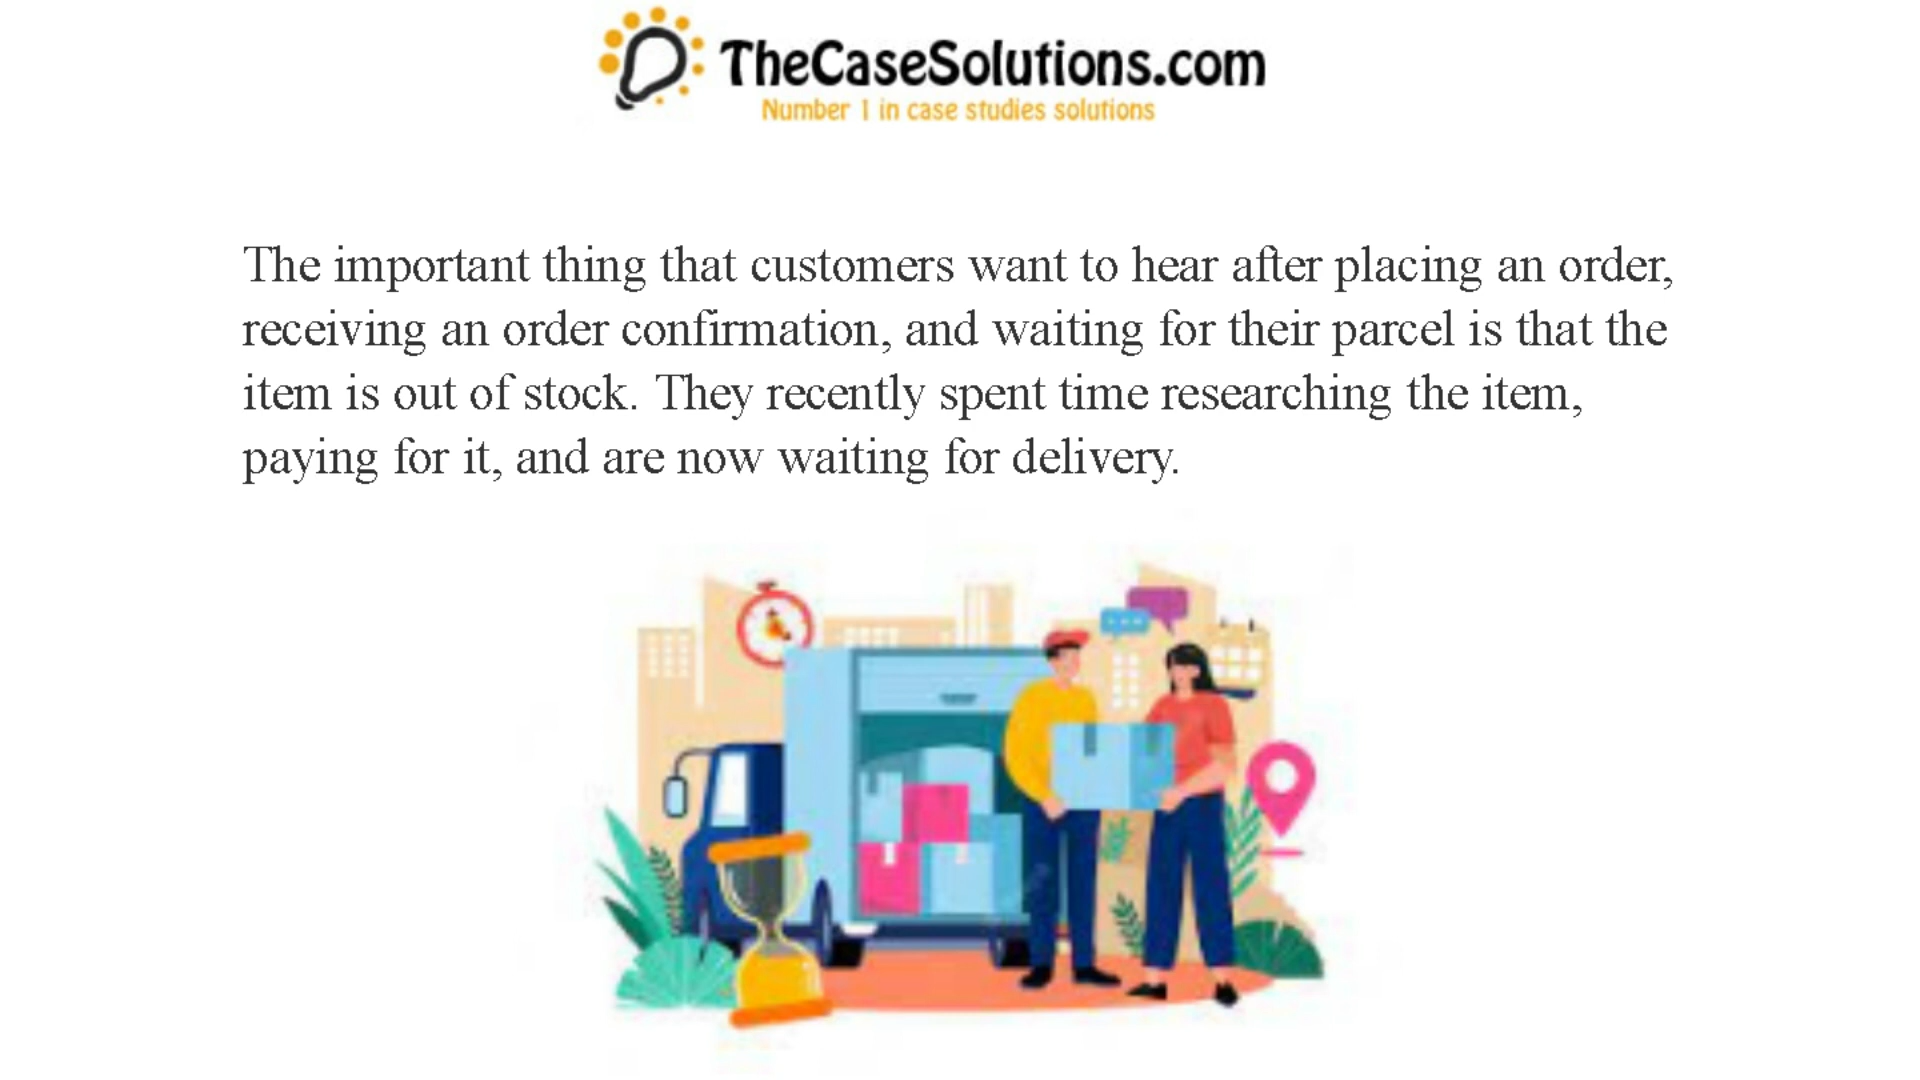 TheCaseSolutions.com
Number 1 in case studies solutions
The important thing that customers want to hear after placing an order,
receiving an order confirmation, and waiting for their parcel is that the
item is out of stock. They recently spent time researching the item,
paying for it, and are now waiting for delivery.